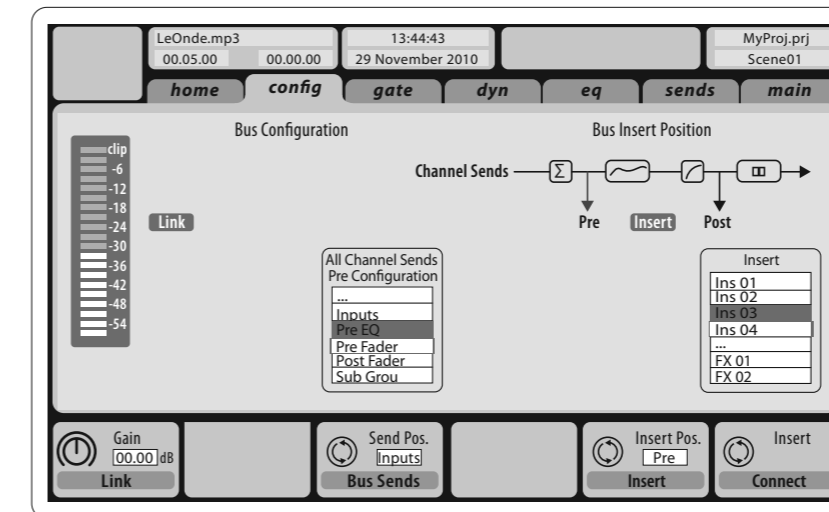 LeOnde.mp3
00.05.00 00.00.00
13:44:43
29 November 2010
MyProj.prj
Scene01
home config gate dyn eq sends main
Bus Configuration
Bus Insert Position
clip
-6
-12
-18
-24
-30
-36
-42
-48
-54
Link
Channel Sends Σ
Pre Insert Post
All Channel Sends
Pre Configuration
...
Inputs
Pre EQ
Pre Fader
Post Fader
Sub Grou
Insert
Ins 01
Ins 02
Ins 03
Ins 04
...
FX 01
FX 02
Gain
00.00 dB
Link
Send Pos.
Inputs
Bus Sends
Insert Pos.
Pre
Insert
Insert
Connect